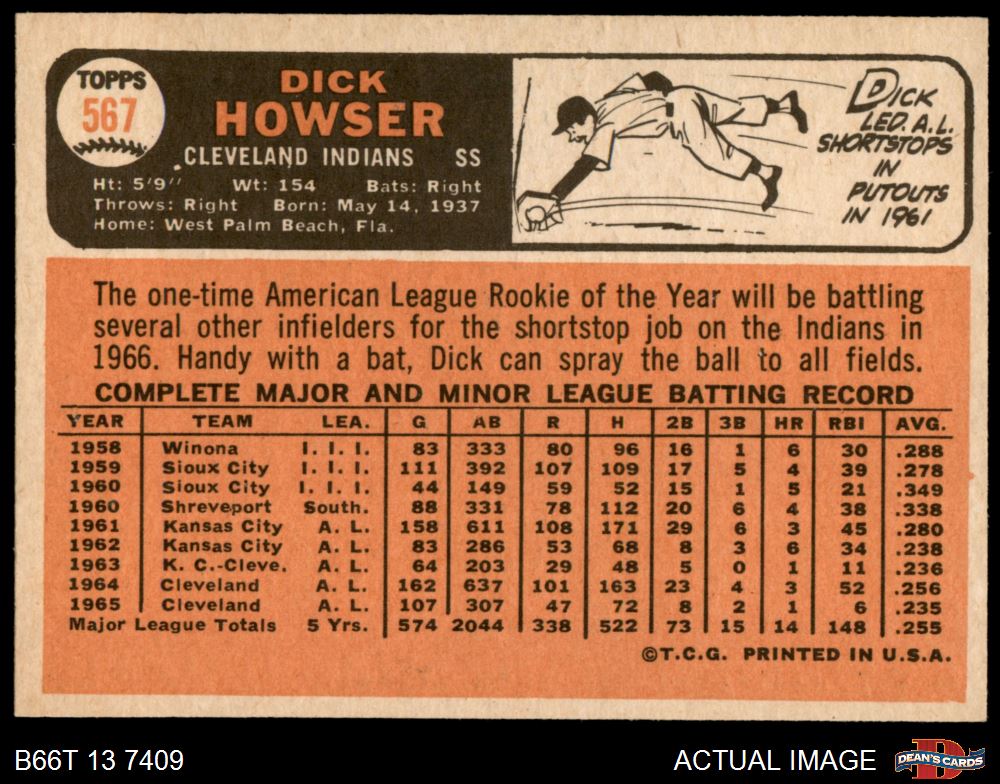 TOPPS
567
DICK
HOWSER
CLEVELAND INDIANS SS
Ht: 5'9" Wt: 154 Bats: Right
Throws: Right Born: May 14, 1937
Home: West Palm Beach, Fla.
DICK
LED A.L.
SHORTSTOPS
IN
PUTOUTS
IN 1961
The one-time American League Rookie of the Year will be battling
several other infielders for the shortstop job on the Indians in
1966. Handy with a bat, Dick can spray the ball to all fields.
COMPLETE MAJOR AND MINOR LEAGUE BATTING RECORD
YEAR TEAM LEA. G AB R H 2B 3B HR RBI AVG.
1958 Winona I. I. I. 83 333 80 96 16 1 6 30 .288
1959 Sioux City I. I. I. 111 392 107 109 17 5 4 39 .278
1960 Sioux City I. I. I. 44 149 59 52 15 1 5 21 .349
1960 Shreveport South. 88 331 78 112 20 6 4 38 .338
1961 Kansas City A. L. 158 611 108 171 29 6 3 45 .280
1962 Kansas City A. L. 83 286 53 68 8 3 6 34 .238
1963 K. C.-Cleve. A. L. 64 203 29 48 5 0 1 11 .236
1964 Cleveland A. L. 162 637 101 163 23 4 3 52 .256
1965 Cleveland A. L. 107 307 47 72 8 2 1 6 .235
Major League Totals 5 Yrs. 574 2044 338 522 73 15 14 148 .255
©T.C.G. PRINTED IN U.S.A.
B66T 13 7409
ACTUAL IMAGE
DEAN'S CARDS